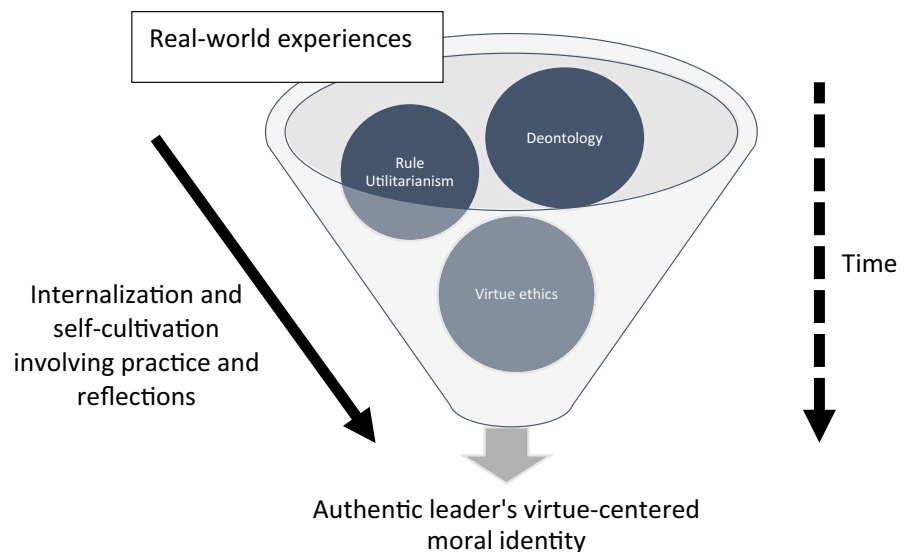 Real-world experiences
Deontology
Rule
Utilitarianism
Virtue ethics
Time
Internalization and
self-cultivation
involving practice and
reflections
Authentic leader's virtue-centered
moral identity